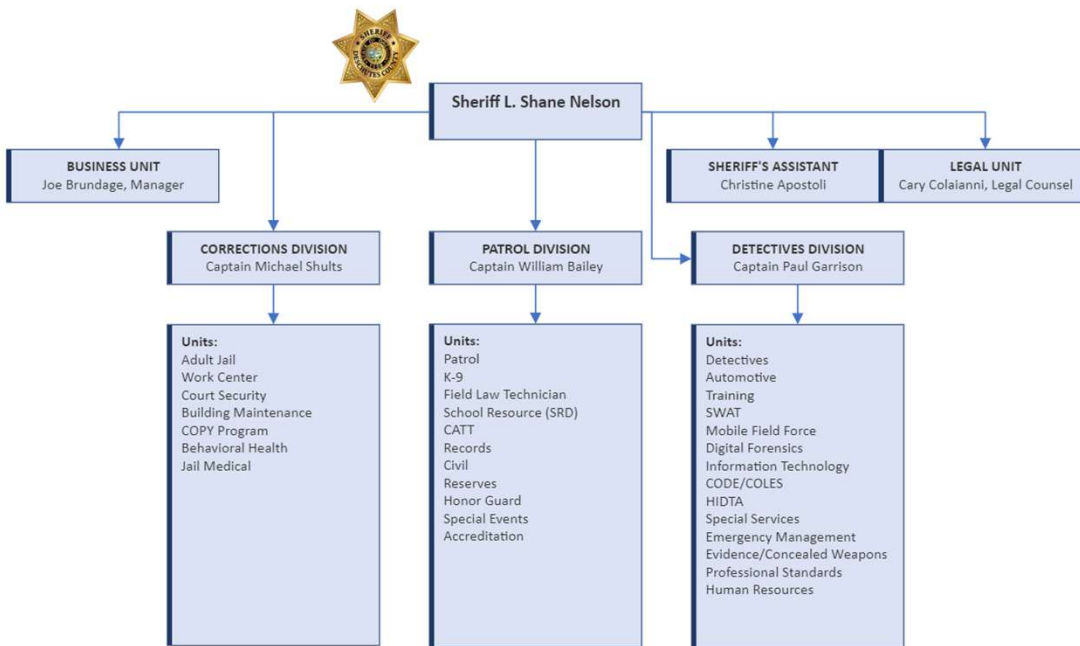 SHERIFF
DESCHUTES COUNTY
Sheriff L. Shane Nelson
BUSINESS UNIT
Joe Brundage, Manager
SHERIFF'S ASSISTANT
Christine Apostoli
LEGAL UNIT
Cary Colaianni, Legal Counsel
CORRECTIONS DIVISION
Captain Michael Shults
PATROL DIVISION
Captain William Bailey
DETECTIVES DIVISION
Captain Paul Garrison
Units:
Adult Jail
Work Center
Court Security
Building Maintenance
COPY Program
Behavioral Health
Jail Medical
Units:
Patrol
K-9
Field Law Technician
School Resource (SRD)
CATT
Records
Civil
Reserves
Honor Guard
Special Events
Accreditation
Units:
Detectives
Automotive
Training
SWAT
Mobile Field Force
Digital Forensics
Information Technology
CODE/COLES
HIDTA
Special Services
Emergency Management
Evidence/Concealed Weapons
Professional Standards
Human Resources